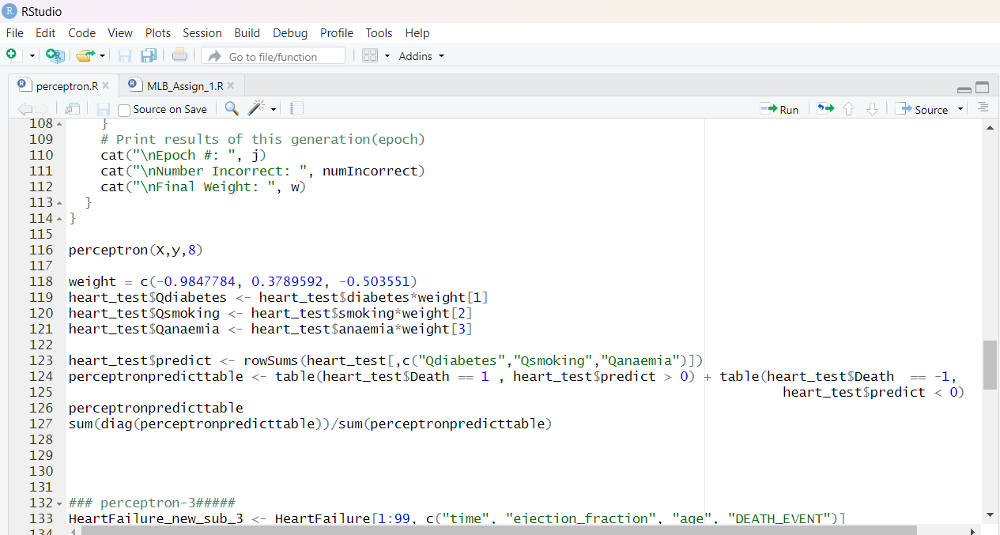 R RStudio
File Edit Code View Plots Session Build Debug Profile Tools Help
Go to file/function Addins
perceptron.R × MLB_Assign_1.R ×
Source on Save Run Source
108 }
109 # Print results of this generation(epoch)
110 cat("\nEpoch #: ", j)
111 cat("\nNumber Incorrect: ", numIncorrect)
112 cat("\nFinal Weight: ", w)
113 }
114 }
115
116 perceptron(X,y,8)
117
118 weight = c(-0.9847784, 0.3789592, -0.503551)
119 heart_test$Qdiabetes <- heart_test$diabetes*weight[1]
120 heart_test$Qsmoking <- heart_test$smoking*weight[2]
121 heart_test$Qanaemia <- heart_test$anaemia*weight[3]
122
123 heart_test$predict <- rowSums(heart_test[,c("Qdiabetes","Qsmoking","Qanaemia")])
124 perceptronpredicttable <- table(heart_test$Death == 1 , heart_test$predict > 0) + table(heart_test$Death == -1,
125 heart_test$predict < 0)
126 perceptronpredicttable
127 sum(diag(perceptronpredicttable))/sum(perceptronpredicttable)
128
129
130
131
132 ### perceptron-3#####
133 HeartFailure_new_sub_3 <- HeartFailure[1:99, c("time", "ejection_fraction", "age", "DEATH_EVENT")]
134